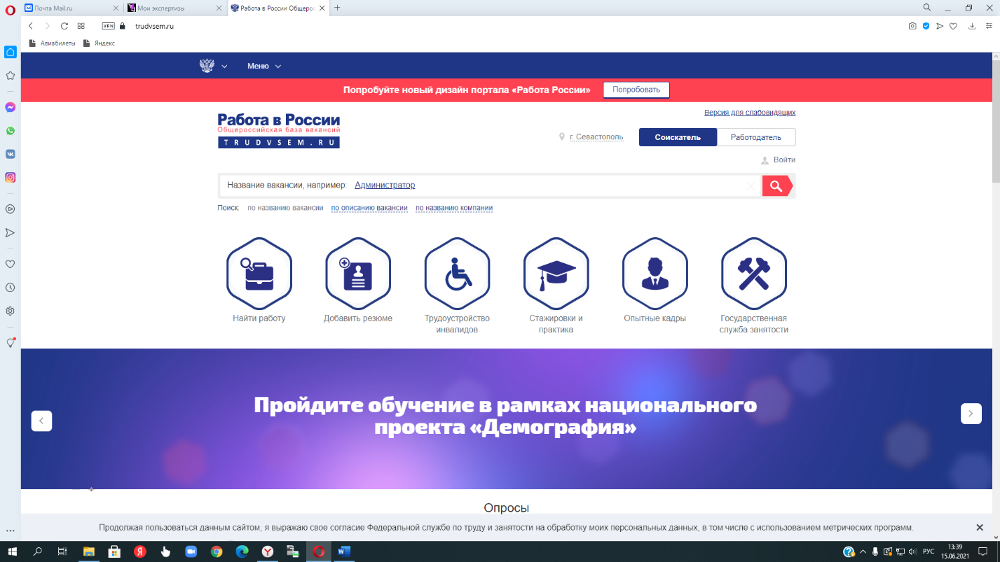 Почта Mail.ru
Мои экспертизы
Работа в России Общерос
VPN
trudvsem.ru
Авиабилеты
Яндекс
Меню
Попробуйте новый дизайн портала «Работа России»
Попробовать
Версия для слабовидящих
Работа в России
Общероссийская база вакансий
TRUDVSEM.RU
г. Севастополь
Соискатель
Работодатель
Войти
Название вакансии, например: Администратор
Поиск: по названию вакансии по описанию вакансии по названию компании
Найти работу
Добавить резюме
Трудоустройство
инвалидов
Стажировки и
практика
Опытные кадры
Государственная
служба занятости
Пройдите обучение в рамках национального
проекта «Демография»
Опросы
Продолжая пользоваться данным сайтом, я выражаю свое согласие Федеральной службе по труду и занятости на обработку моих персональных данных, в том числе с использованием метрических программ.
РУС
13:39
15.06.2021